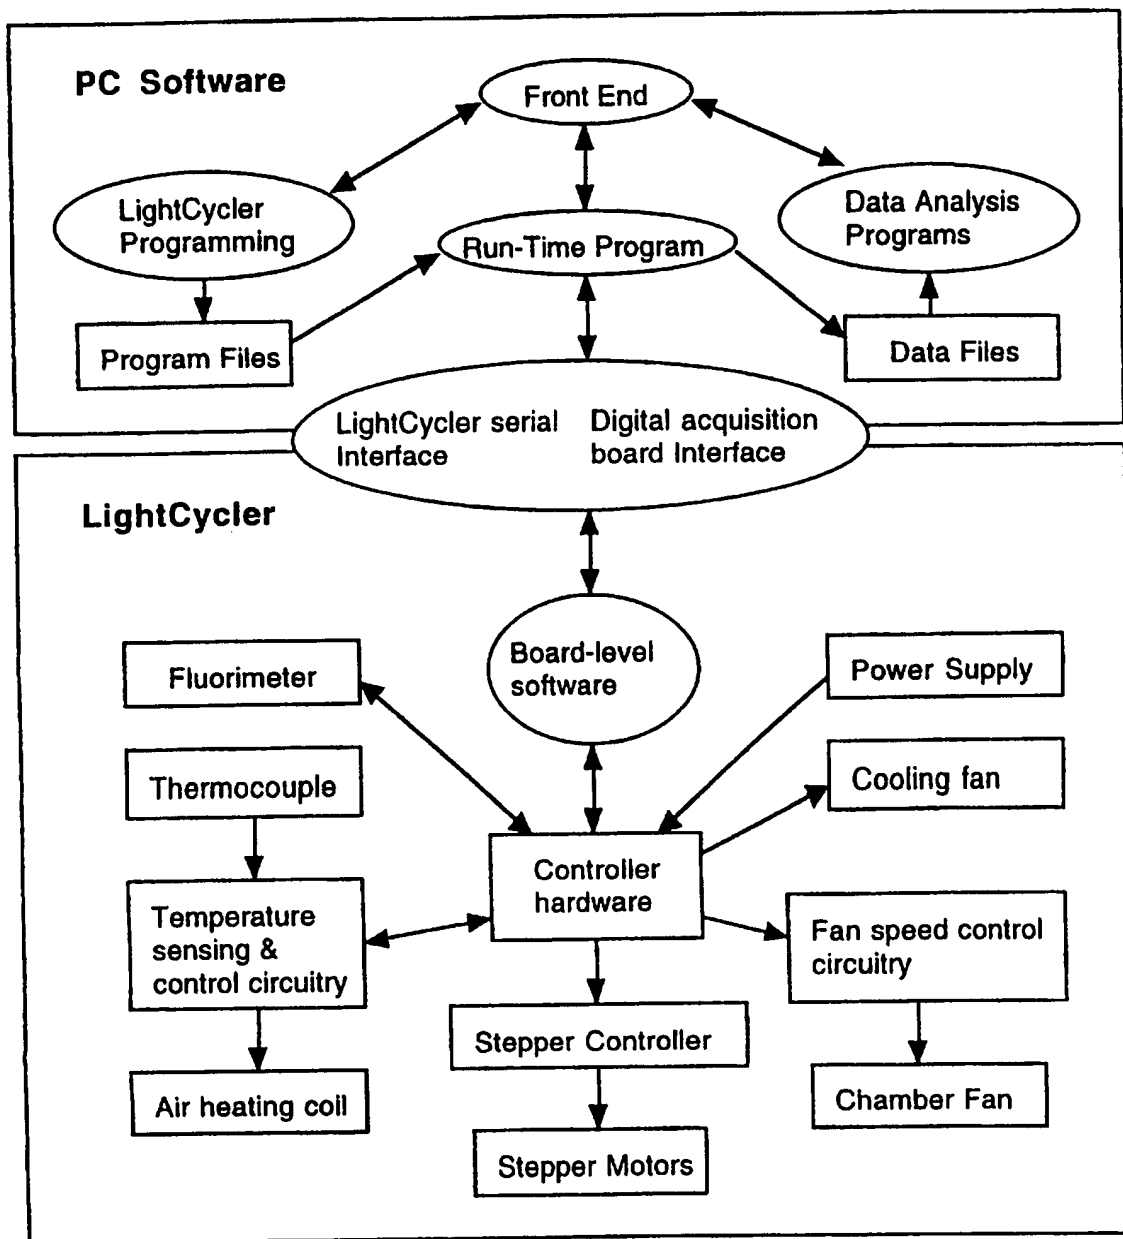 PC Software
Front End
LightCycler
Programming
Data Analysis
Programs
Run-Time Program
Program Files
Data Files
LightCycler serial
Interface
Digital acquisition
board Interface
LightCycler
Board-level
software
Fluorimeter
Power Supply
Thermocouple
Cooling fan
Controller
hardware
Temperature
sensing &
control circuitry
Fan speed control
circuitry
Stepper Controller
Air heating coil
Chamber Fan
Stepper Motors